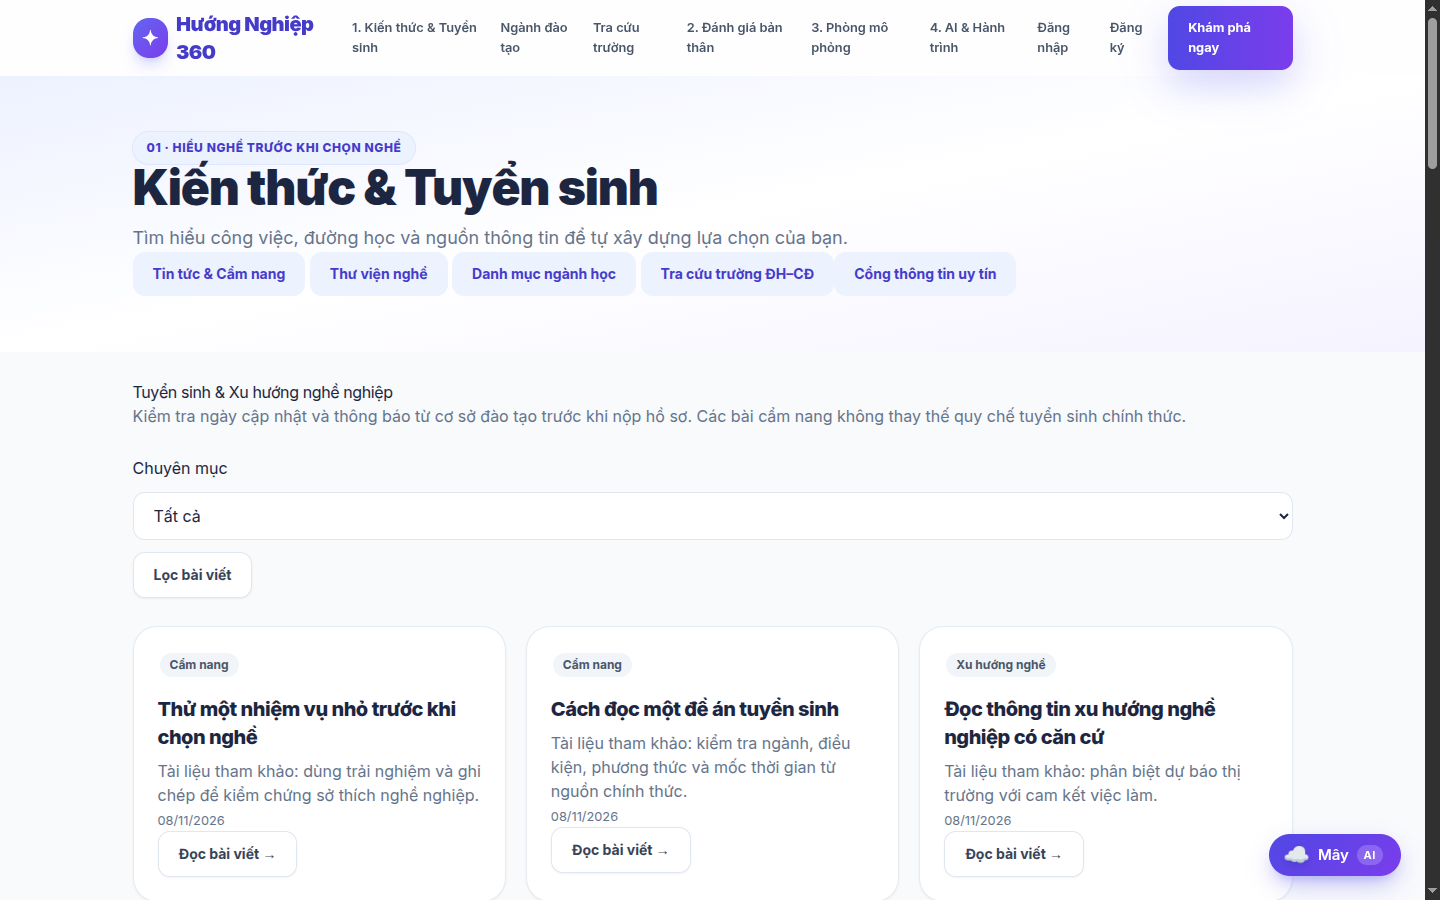 Hướng Nghiệp
360
1. Kiến thức & Tuyển
sinh
Ngành đào
tạo
Tra cứu
trường
2. Đánh giá bản
thân
3. Phòng mô
phỏng
4. AI & Hành
trình
Đăng
nhập
Đăng
ký
Khám phá
ngay
01 · HIỂU NGHỀ TRƯỚC KHI CHỌN NGHỀ
Kiến thức & Tuyển sinh
Tìm hiểu công việc, đường học và nguồn thông tin để tự xây dựng lựa chọn của bạn.
Tin tức & Cẩm nang
Thư viện nghề
Danh mục ngành học
Tra cứu trường ĐH–CĐ
Cổng thông tin uy tín
Tuyển sinh & Xu hướng nghề nghiệp
Kiểm tra ngày cập nhật và thông báo từ cơ sở đào tạo trước khi nộp hồ sơ. Các bài cẩm nang không thay thế quy chế tuyển sinh chính thức.
Chuyên mục
Tất cả
Lọc bài viết
Cẩm nang
Thử một nhiệm vụ nhỏ trước khi
chọn nghề
Tài liệu tham khảo: dùng trải nghiệm và ghi
chép để kiểm chứng sở thích nghề nghiệp.
08/11/2026
Đọc bài viết →
Cẩm nang
Cách đọc một đề án tuyển sinh
Tài liệu tham khảo: kiểm tra ngành, điều
kiện, phương thức và mốc thời gian từ
nguồn chính thức.
08/11/2026
Đọc bài viết →
Xu hướng nghề
Đọc thông tin xu hướng nghề
nghiệp có căn cứ
Tài liệu tham khảo: phân biệt dự báo thị
trường với cam kết việc làm.
08/11/2026
Đọc bài viết →
Mây AI